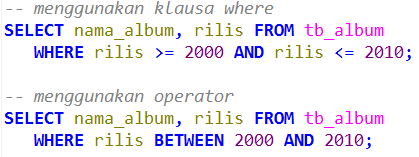 -- menggunakan klausa where
SELECT nama_album, rilis FROM tb_album
WHERE rilis >= 2000 AND rilis <= 2010;
-- menggunakan operator
SELECT nama_album, rilis FROM tb_album
WHERE rilis BETWEEN 2000 AND 2010;